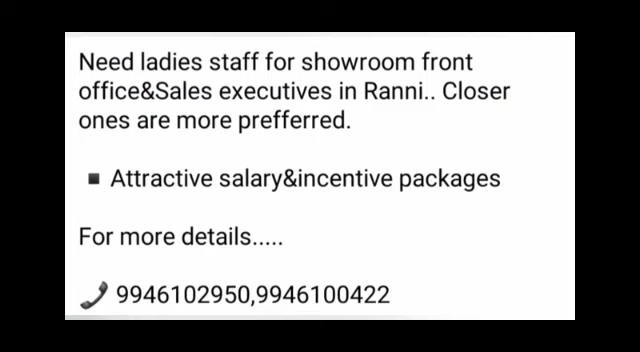 Need ladies staff for showroom front
office&Sales executives in Ranni.. Closer
ones are more prefferred.
▪ Attractive salary&incentive packages
For more details.....
📞 9946102950,9946100422